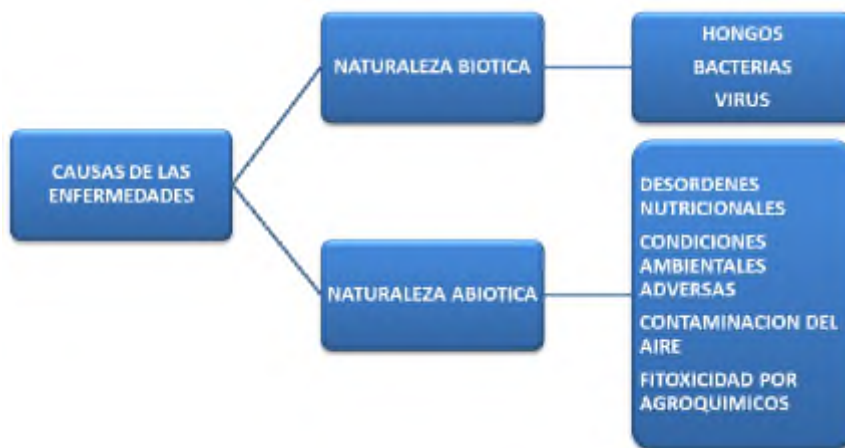 CAUSAS DE LAS
ENFERMEDADES
NATURALEZA BIOTICA
HONGOS
BACTERIAS
VIRUS
NATURALEZA ABIOTICA
DESORDENES
NUTRICIONALES
CONDICIONES
AMBIENTALES
ADVERSAS
CONTAMINACION DEL
AIRE
FITOXICIDAD POR
AGROQUIMICOS